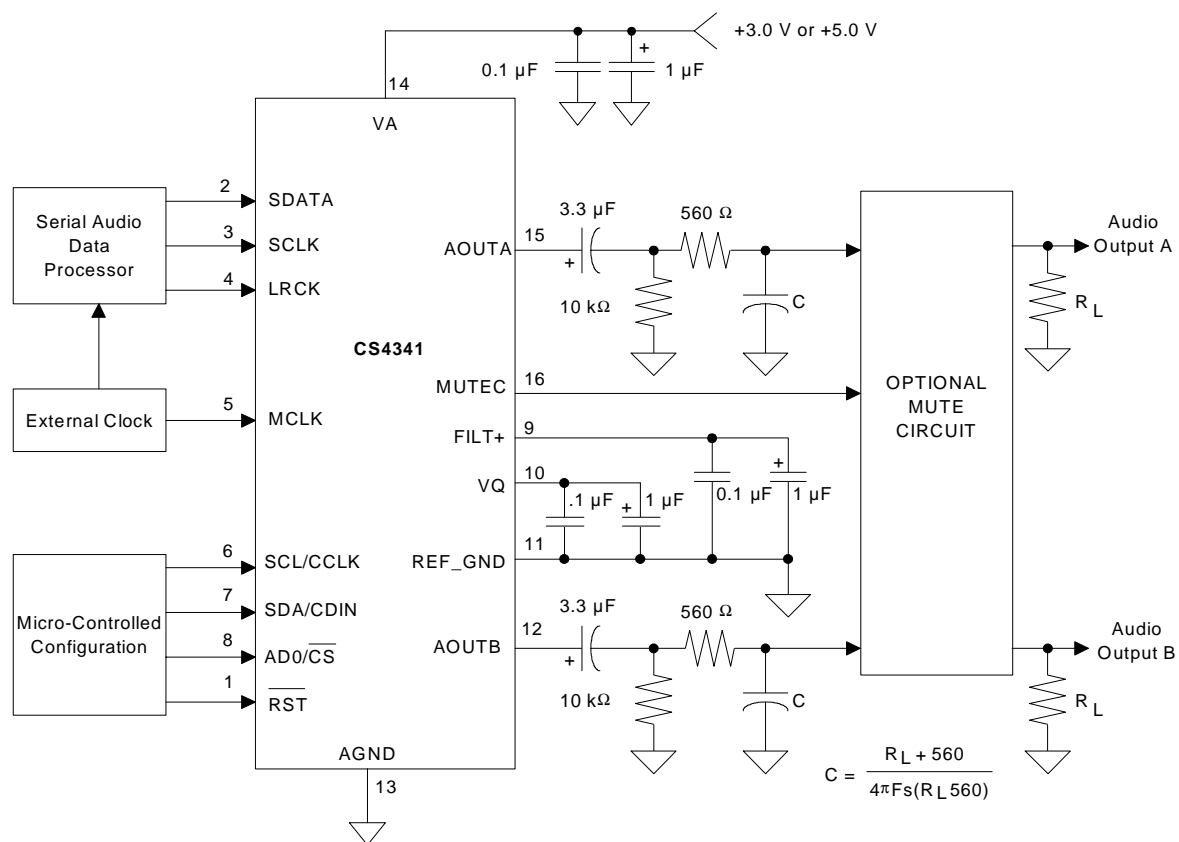 +3.0 V or +5.0 V
0.1 µF
+
1 µF
14
VA
Serial Audio
Data
Processor
2
SDATA
3
SCLK
4
LRCK
External Clock
5
MCLK
CS4341
Micro-Controlled
Configuration
6
SCL/CCLK
7
SDA/CDIN
8
AD0/C̅S̅
1
R̅S̅T̅
AGND
13
AOUTA
15
3.3 µF
+
560 Ω
10 kΩ
C
MUTEC
16
FILT+
9
0.1 µF
+
1 µF
VQ
10
.1 µF
+
1 µF
REF_GND
11
AOUTB
12
3.3 µF
+
560 Ω
10 kΩ
C
OPTIONAL
MUTE
CIRCUIT
Audio
Output A
R L
Audio
Output B
R L
C = R L + 560
4πFs(R L 560)